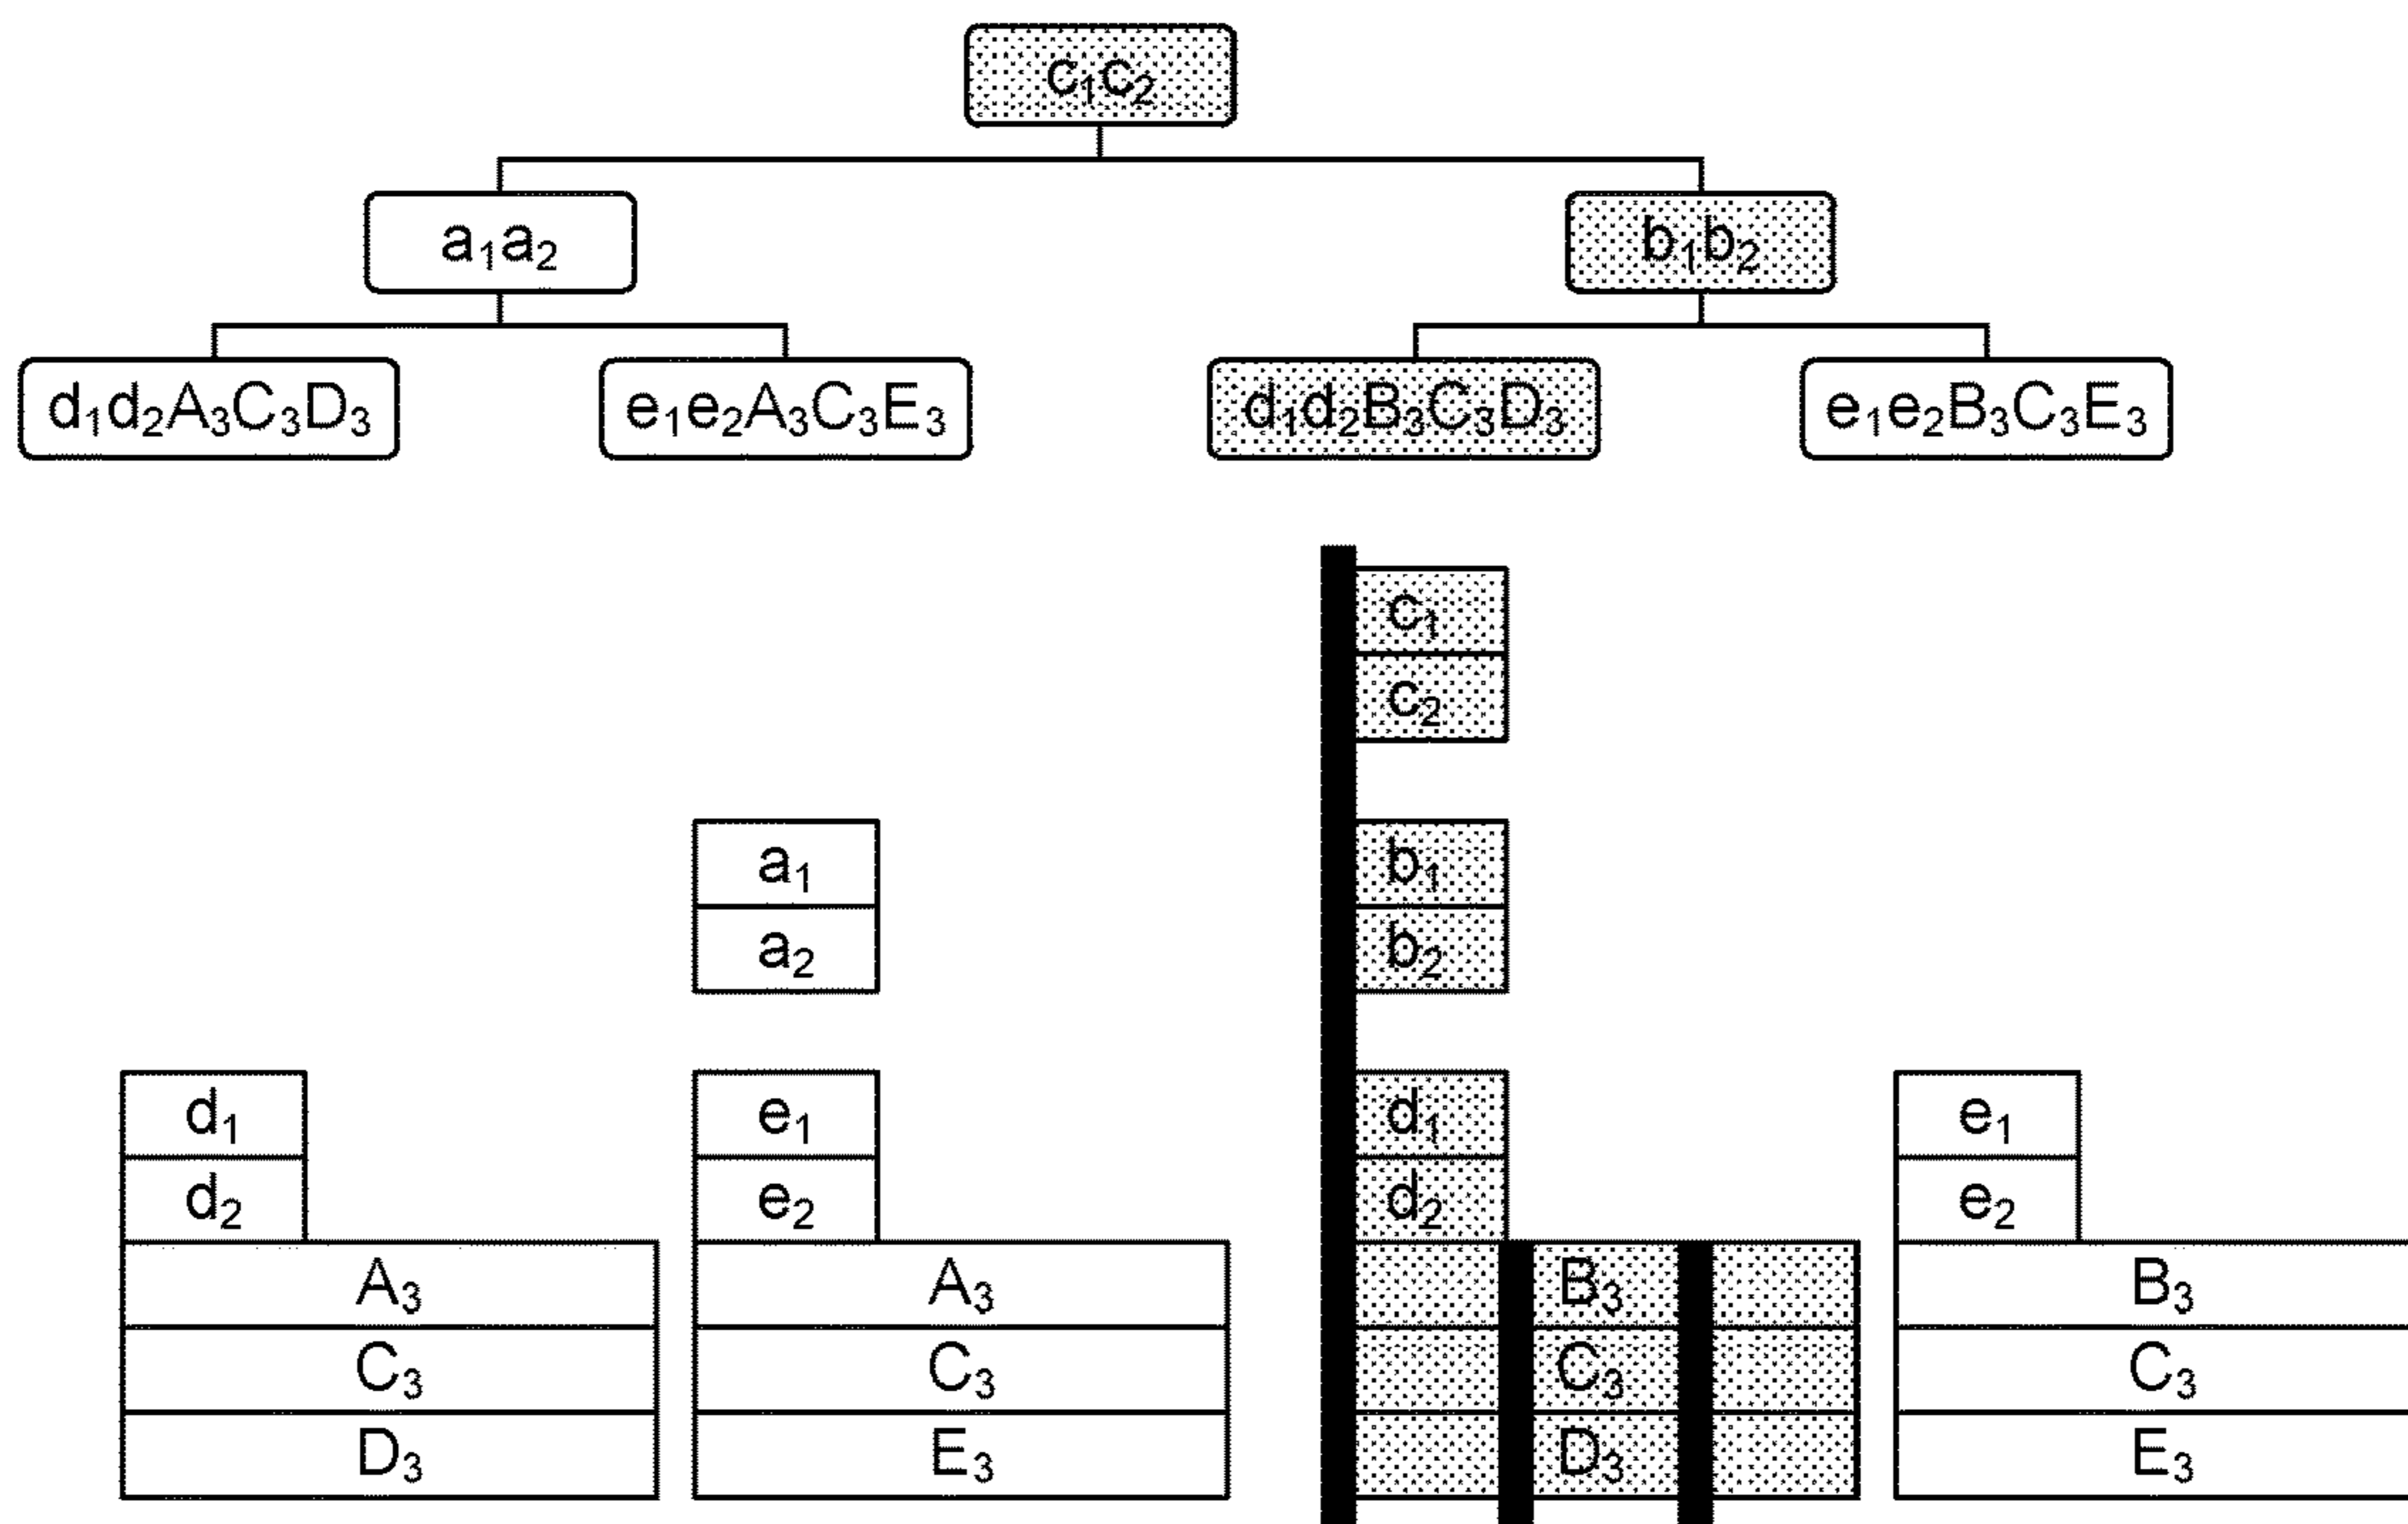 c₁c₂
a₁a₂ b₁b₂
d₁d₂A₃C₃D₃ e₁e₂A₃C₃E₃ d₁d₂B₃C₃D₃ e₁e₂B₃C₃E₃
c₁
c₂
a₁ b₁
a₂ b₂
d₁ e₁ d₁ e₁
d₂ e₂ d₂ e₂
A₃ A₃ B₃ B₃
C₃ C₃ C₃ C₃
D₃ E₃ D₃ E₃